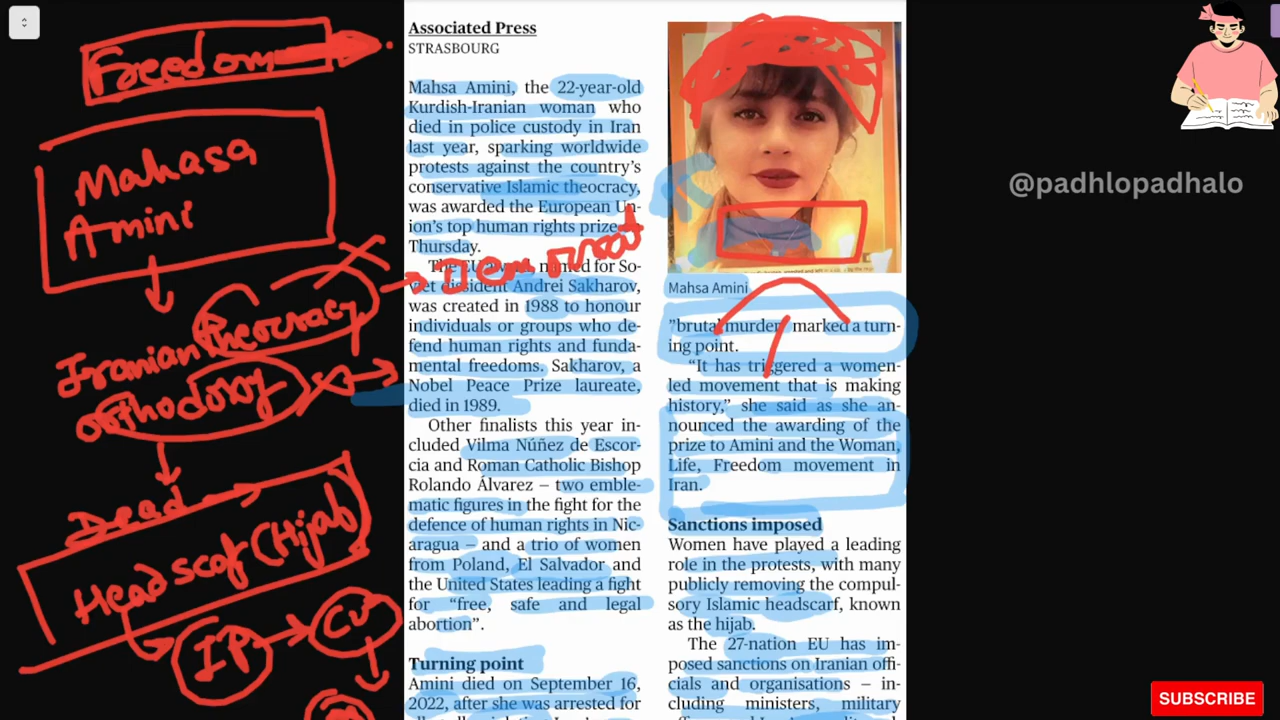 Freedom
Mahasa
Amini
Iranian theocracy
orthodoxy
Dead
Headscof (Hijab
IP
CU
Associated Press
STRASBOURG
Mahsa Amini, the 22-year-old
Kurdish-Iranian woman who
died in police custody in Iran
last year, sparking worldwide
protests against the country's
conservative Islamic theocracy,
was awarded the European Un-
ion's top human rights prize
Thursday.
The EU award, named for So-
viet dissident Andrei Sakharov,
was created in 1988 to honour
individuals or groups who de-
fend human rights and funda-
mental freedoms. Sakharov, a
Nobel Peace Prize laureate,
died in 1989.
Other finalists this year in-
cluded Vilma Núñez de Escor-
cia and Roman Catholic Bishop
Rolando Álvarez – two emble-
matic figures in the fight for the
defence of human rights in Nic-
aragua – and a trio of women
from Poland, El Salvador and
the United States leading a fight
for “free, safe and legal
abortion”.
Turning point
Amini died on September 16,
2022, after she was arrested for
Mahsa Amini
”brutal murder” marked a turn-
ing point.
“It has triggered a women-
led movement that is making
history,” she said as she an-
nounced the awarding of the
prize to Amini and the Woman,
Life, Freedom movement in
Iran.
Sanctions imposed
Women have played a leading
role in the protests, with many
publicly removing the compul-
sory Islamic headscarf, known
as the hijab.
The 27-nation EU has im-
posed sanctions on Iranian offi-
cials and organisations – in-
cluding ministers, military
@padhlopadhalo
SUBSCRIBE